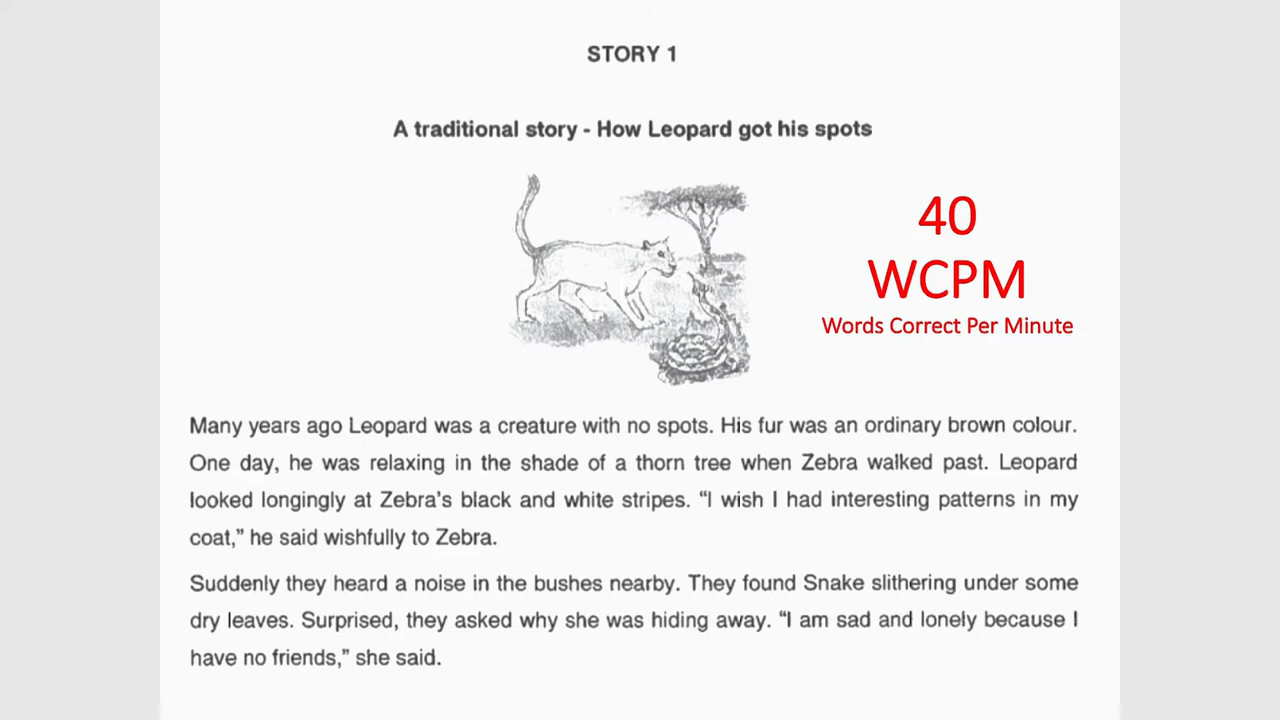 STORY 1
A traditional story - How Leopard got his spots
40
WCPM
Words Correct Per Minute
Many years ago Leopard was a creature with no spots. His fur was an ordinary brown colour.
One day, he was relaxing in the shade of a thorn tree when Zebra walked past. Leopard
looked longingly at Zebra's black and white stripes. “I wish I had interesting patterns in my
coat,” he said wishfully to Zebra.
Suddenly they heard a noise in the bushes nearby. They found Snake slithering under some
dry leaves. Surprised, they asked why she was hiding away. “I am sad and lonely because I
have no friends,” she said.